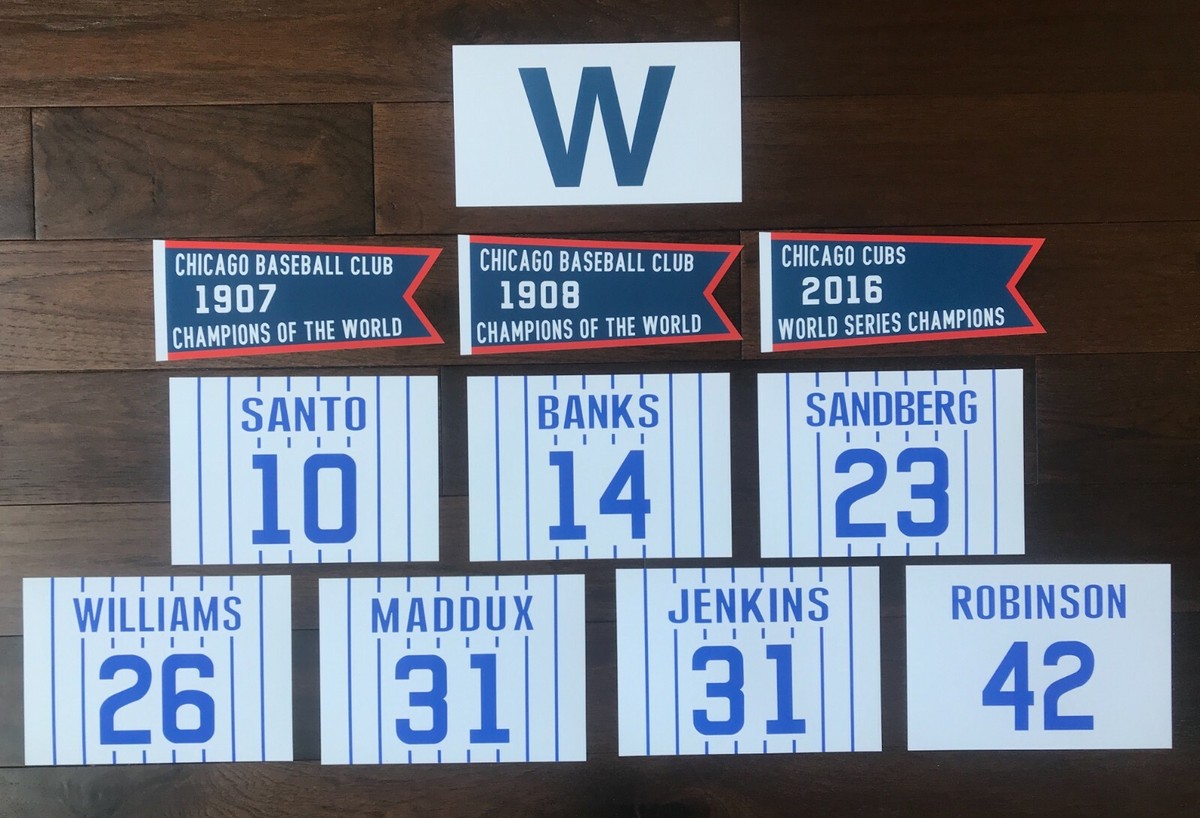 W
CHICAGO BASEBALL CLUB
1907
CHAMPIONS OF THE WORLD
CHICAGO BASEBALL CLUB
1908
CHAMPIONS OF THE WORLD
CHICAGO CUBS
2016
WORLD SERIES CHAMPIONS
SANTO
10
BANKS
14
SANDBERG
23
WILLIAMS
26
MADDUX
31
JENKINS
31
ROBINSON
42